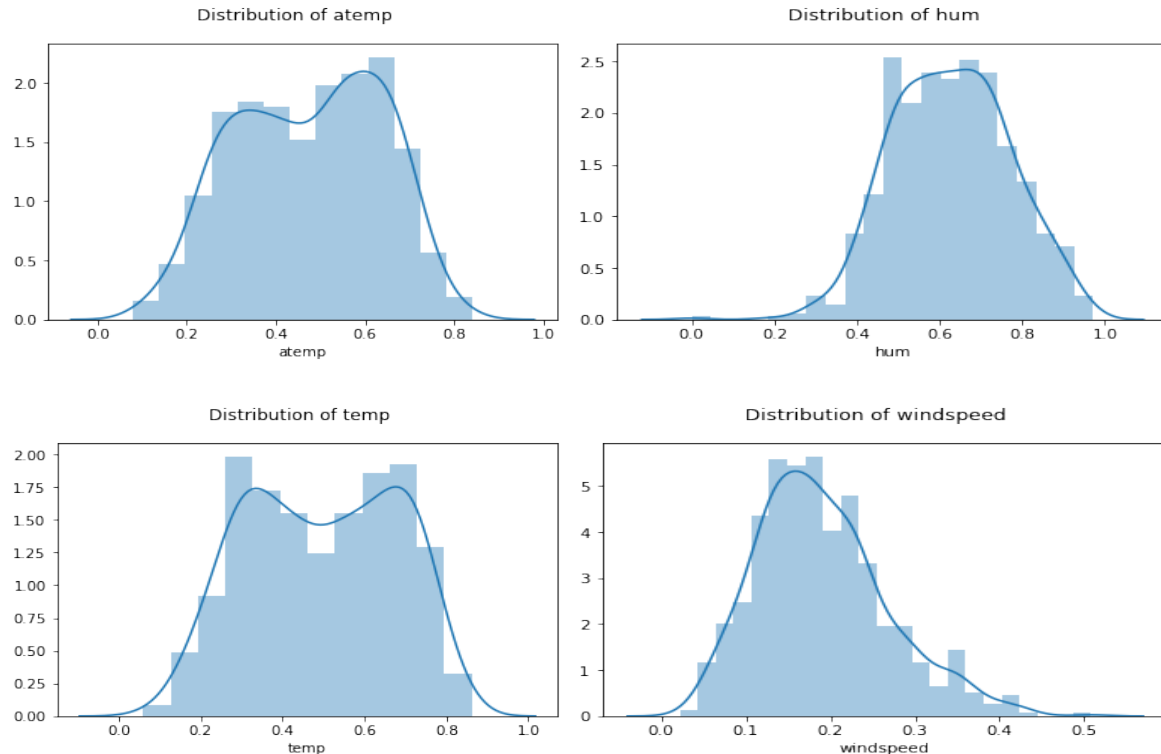 Distribution of atemp
2.0
1.5
1.0
0.5
0.0
0.0 0.2 0.4 0.6 0.8 1.0
atemp
Distribution of hum
2.5
2.0
1.5
1.0
0.5
0.0
0.0 0.2 0.4 0.6 0.8 1.0
hum
Distribution of temp
2.00
1.75
1.50
1.25
1.00
0.75
0.50
0.25
0.00
0.0 0.2 0.4 0.6 0.8 1.0
temp
Distribution of windspeed
5
4
3
2
1
0
0.0 0.1 0.2 0.3 0.4 0.5
windspeed